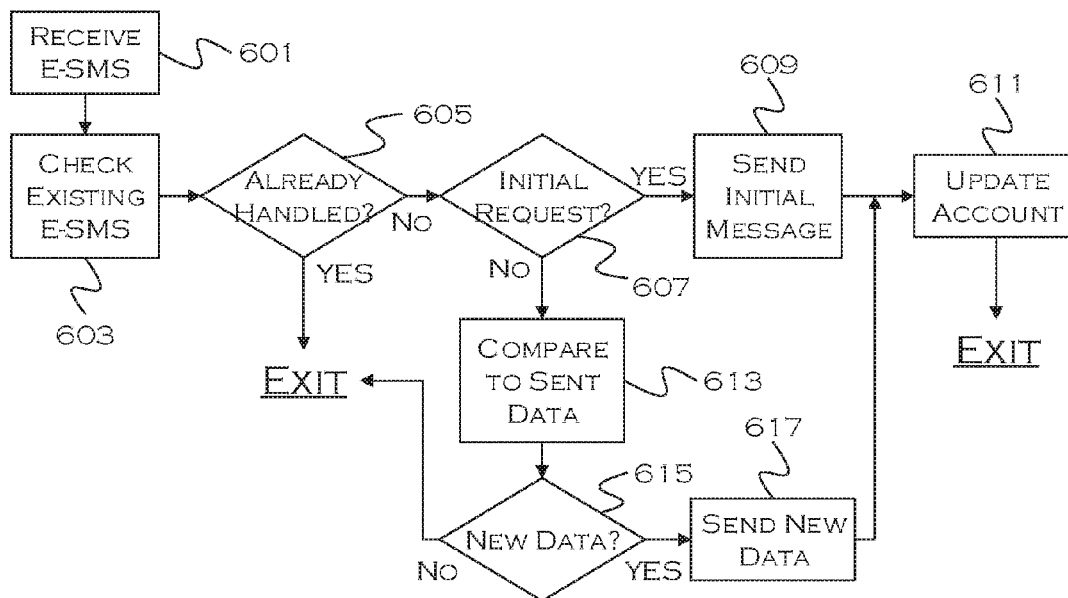 RECEIVE
E-SMS
601
CHECK
EXISTING
E-SMS
603
ALREADY
HANDLED?
605
NO
YES
EXIT
INITIAL
REQUEST?
607
YES
NO
SEND
INITIAL
MESSAGE
609
UPDATE
ACCOUNT
611
EXIT
COMPARE
TO SENT
DATA
613
NEW DATA?
615
NO
YES
SEND NEW
DATA
617